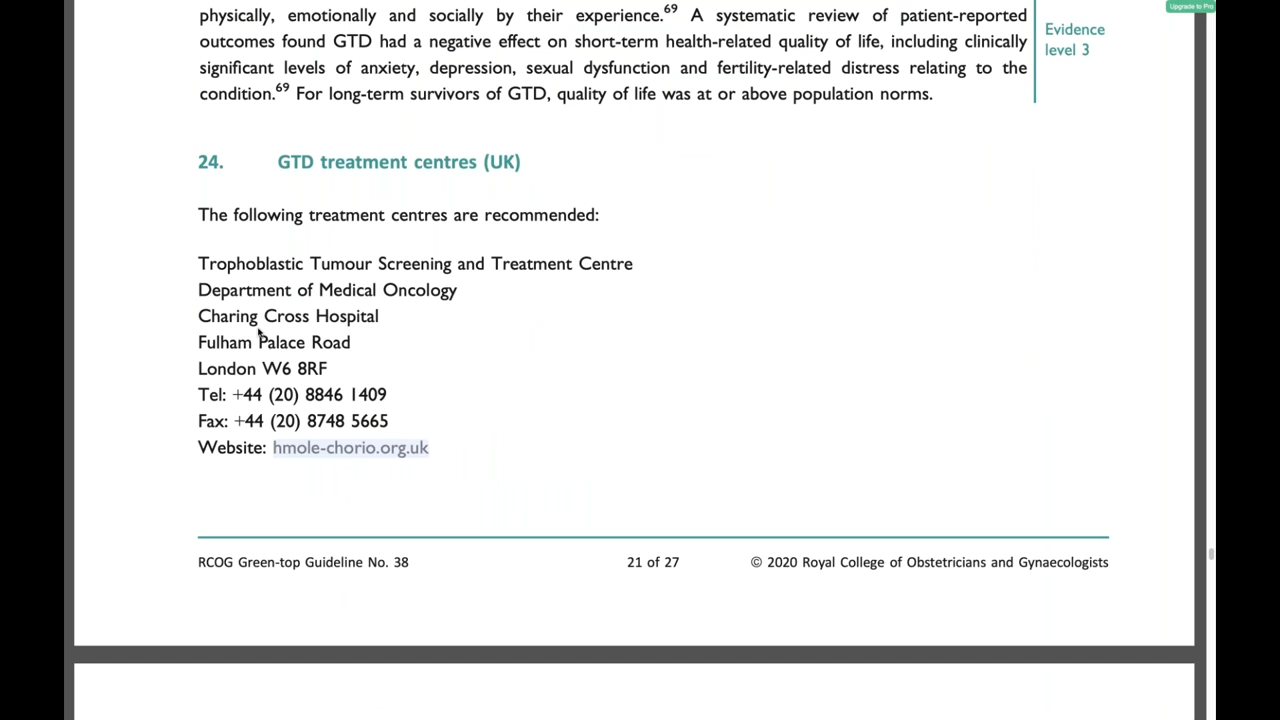 Upgrade to Pro
physically, emotionally and socially by their experience.69 A systematic review of patient-reported
outcomes found GTD had a negative effect on short-term health-related quality of life, including clinically
significant levels of anxiety, depression, sexual dysfunction and fertility-related distress relating to the
condition.69 For long-term survivors of GTD, quality of life was at or above population norms.
Evidence
level 3
24. GTD treatment centres (UK)
The following treatment centres are recommended:
Trophoblastic Tumour Screening and Treatment Centre
Department of Medical Oncology
Charing Cross Hospital
Fulham Palace Road
London W6 8RF
Tel: +44 (20) 8846 1409
Fax: +44 (20) 8748 5665
Website: hmole-chorio.org.uk
RCOG Green-top Guideline No. 38 21 of 27 © 2020 Royal College of Obstetricians and Gynaecologists